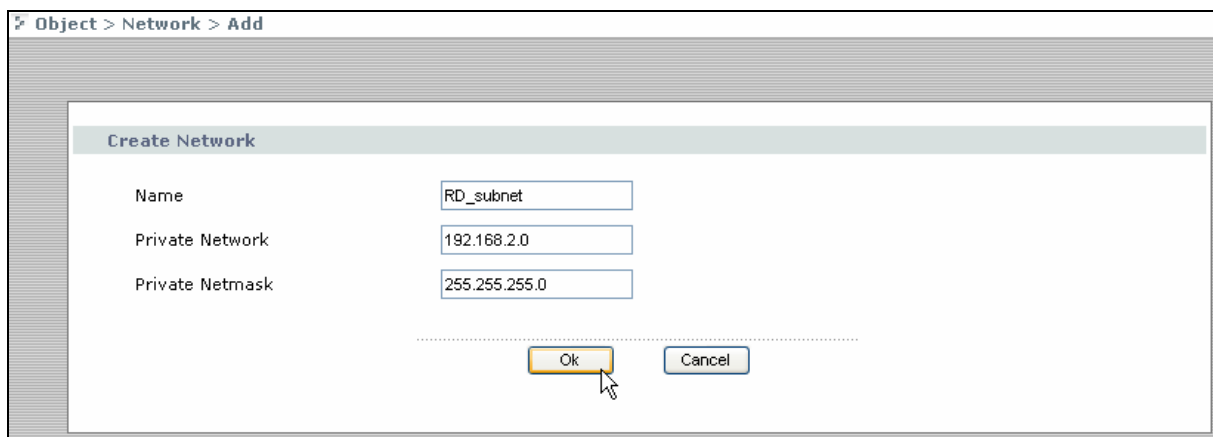 Object > Network > Add
Create Network
Name RD_subnet
Private Network 192.168.2.0
Private Netmask 255.255.255.0
Ok Cancel